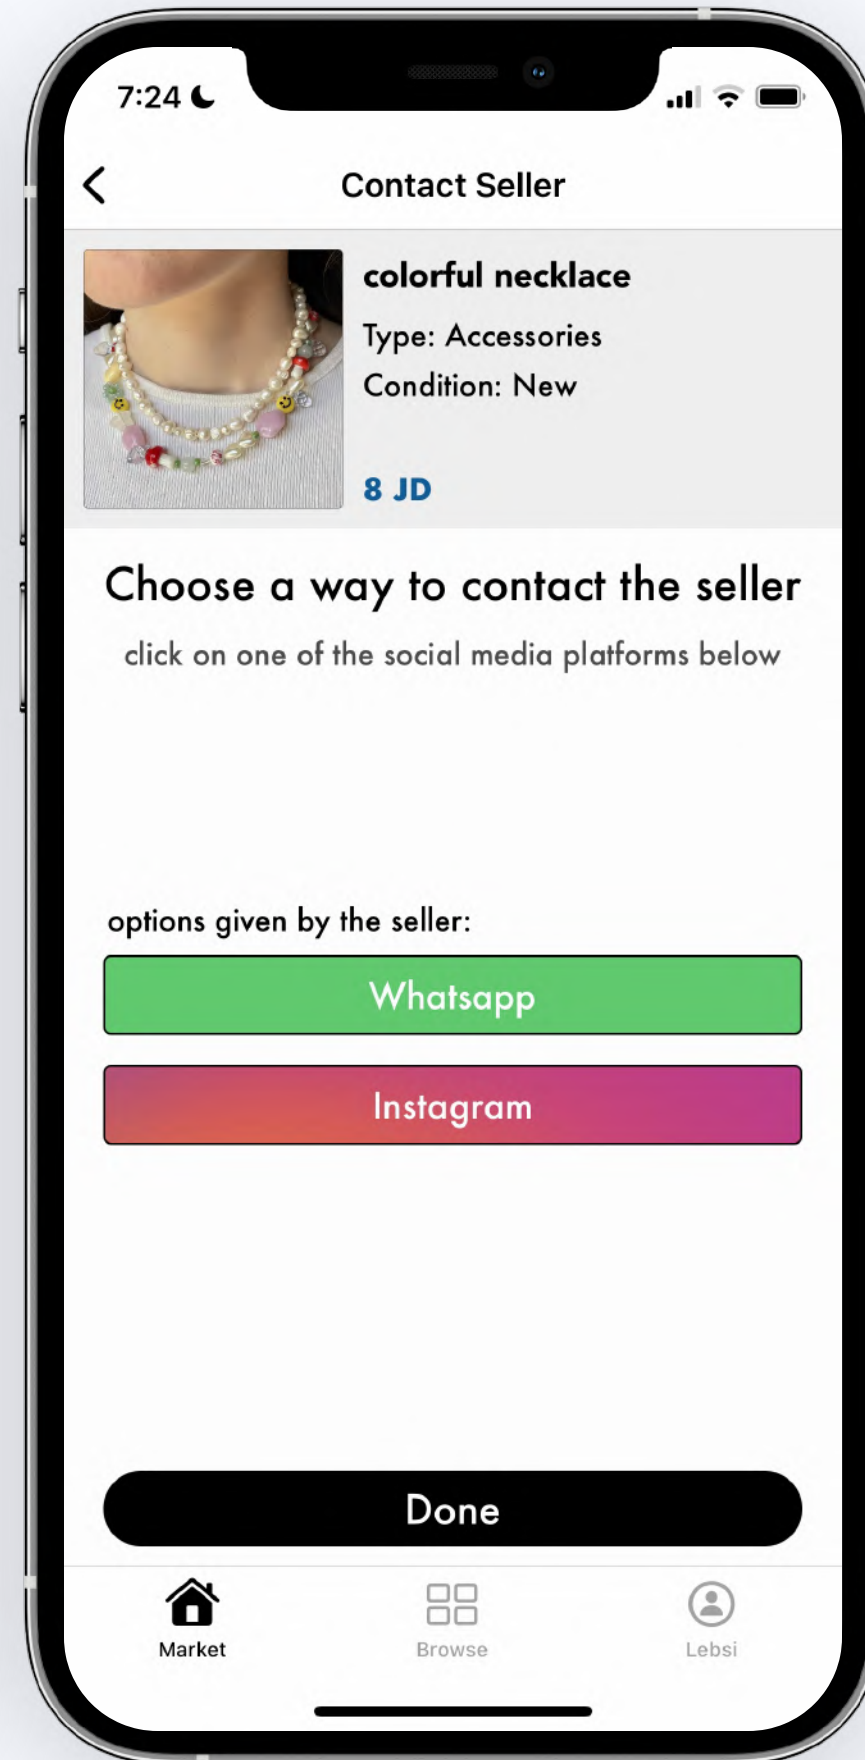 7:24
Contact Seller
colorful necklace
Type: Accessories
Condition: New
8 JD
Choose a way to contact the seller
click on one of the social media platforms below
options given by the seller:
Whatsapp
Instagram
Done
Market
Browse
Lebsi